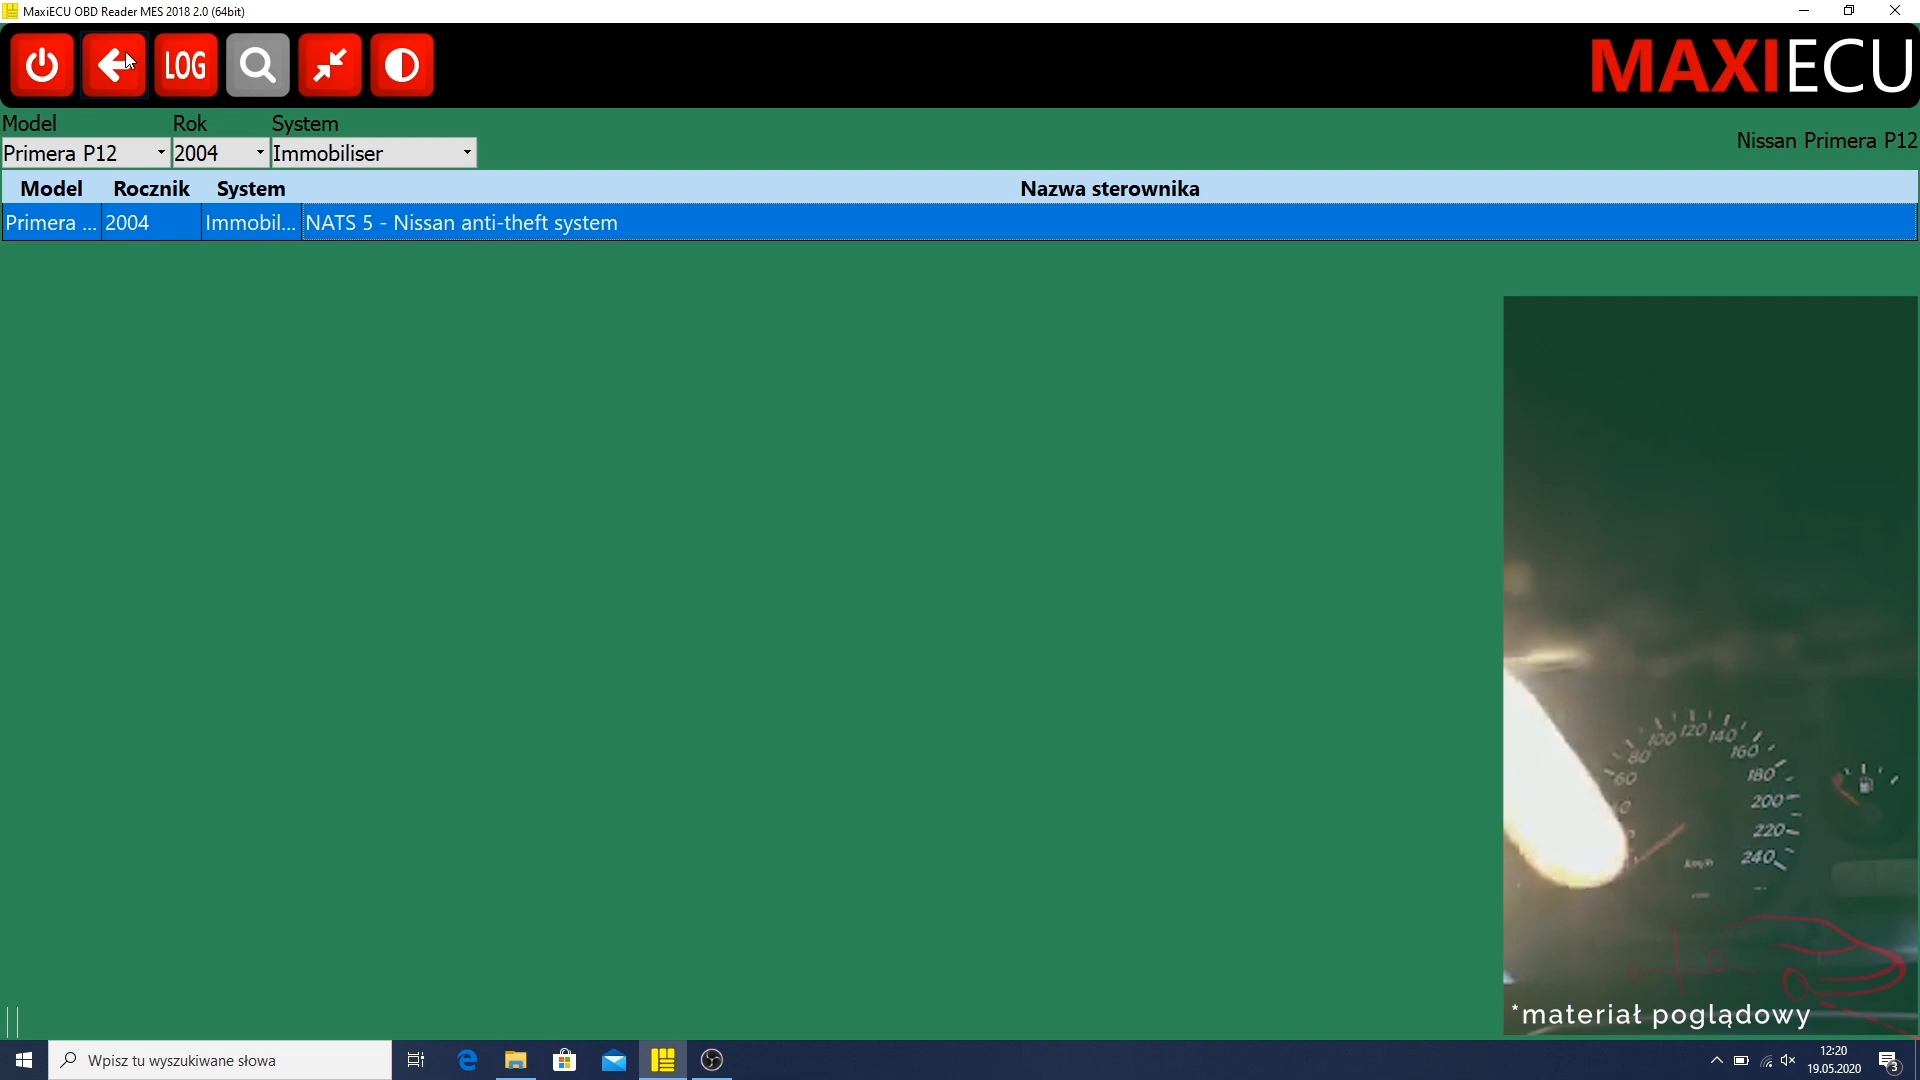 MaxiECU OBD Reader MES 2018 2.0 (64bit)
LOG
MAXIECU
Model Rok System
Primera P12 2004 Immobiliser
Nissan Primera P12
Model Rocznik System Nazwa sterownika
Primera ... 2004 Immobil... NATS 5 - Nissan anti-theft system
60 80 100 120 140 160 180 200 220 240
km/h
*materiał poglądowy
Wpisz tu wyszukiwane słowa
12:20
19.05.2020
3